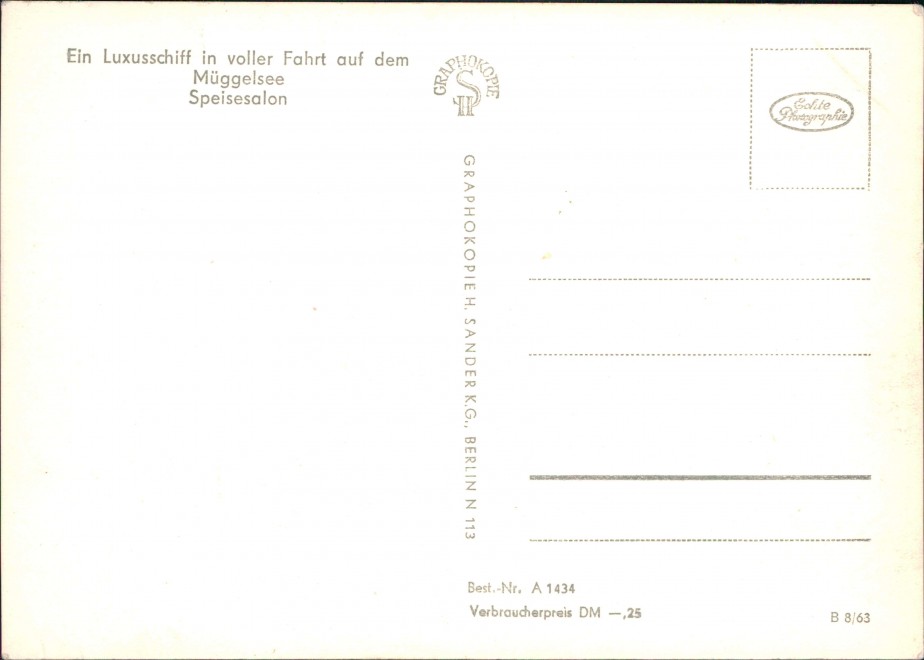 Ein Luxusschiff in voller Fahrt auf dem
Müggelsee
Speisesalon
GRAPHOKOPIE
SH
GRAPHOKOPIE H. SANDER K.G., BERLIN N 113
Echte
Photographie
Best.-Nr. A 1434
Verbraucherpreis DM —,25
B 8/63